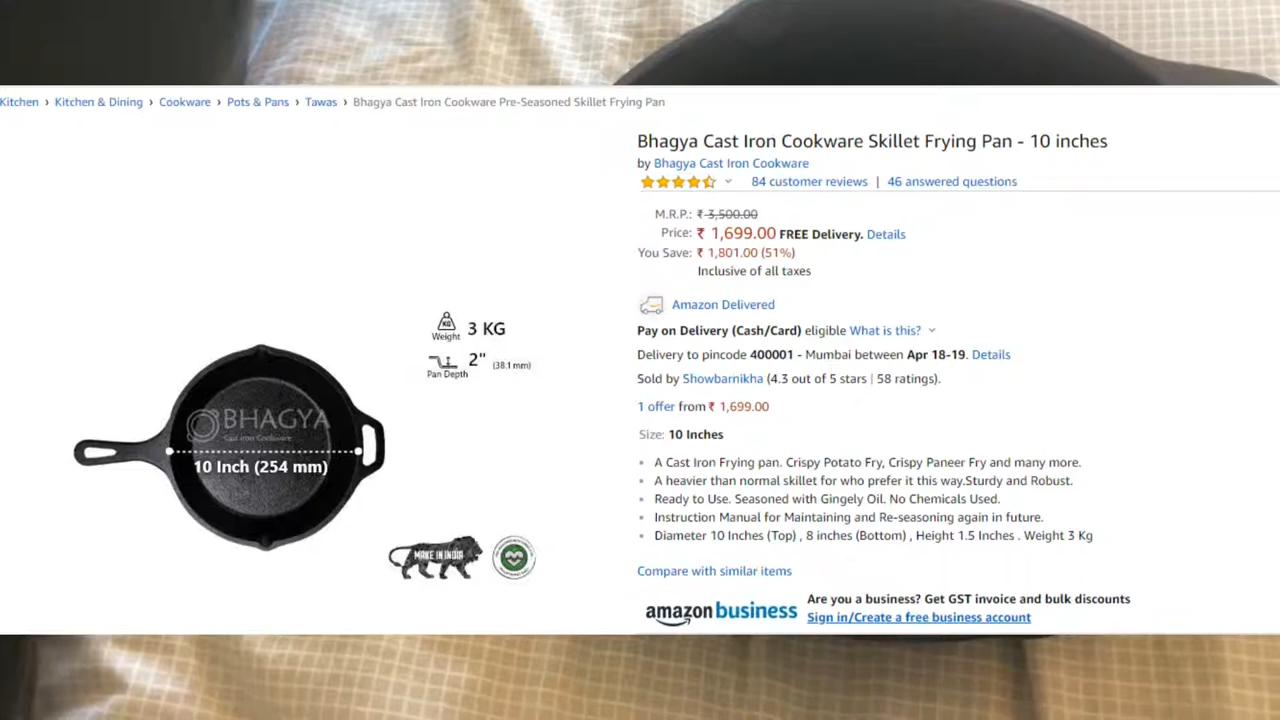 Kitchen › Kitchen & Dining › Cookware › Pots & Pans › Tawas › Bhagya Cast Iron Cookware Pre-Seasoned Skillet Frying Pan
Bhagya Cast Iron Cookware Skillet Frying Pan - 10 inches
by Bhagya Cast Iron Cookware
84 customer reviews | 46 answered questions
M.R.P.: ₹ 3,500.00
Price: ₹ 1,699.00 FREE Delivery. Details
You Save: ₹ 1,801.00 (51%)
Inclusive of all taxes
Amazon Delivered
Pay on Delivery (Cash/Card) eligible What is this?
Delivery to pincode 400001 - Mumbai between Apr 18-19. Details
Sold by Showbarnikha (4.3 out of 5 stars | 58 ratings).
1 offer from ₹ 1,699.00
Size: 10 Inches
A Cast Iron Frying pan. Crispy Potato Fry, Crispy Paneer Fry and many more.
A heavier than normal skillet for who prefer it this way.Sturdy and Robust.
Ready to Use. Seasoned with Gingely Oil. No Chemicals Used.
Instruction Manual for Maintaining and Re-seasoning again in future.
Diameter 10 Inches (Top) , 8 inches (Bottom) , Height 1.5 Inches . Weight 3 Kg
Compare with similar items
amazon business
Are you a business? Get GST invoice and bulk discounts
Sign in/Create a free business account
KG
Weight
3 KG
Pan Depth
2" (38.1 mm)
BHAGYA
Cast Iron Cookware
10 Inch (254 mm)
MAKE IN INDIA